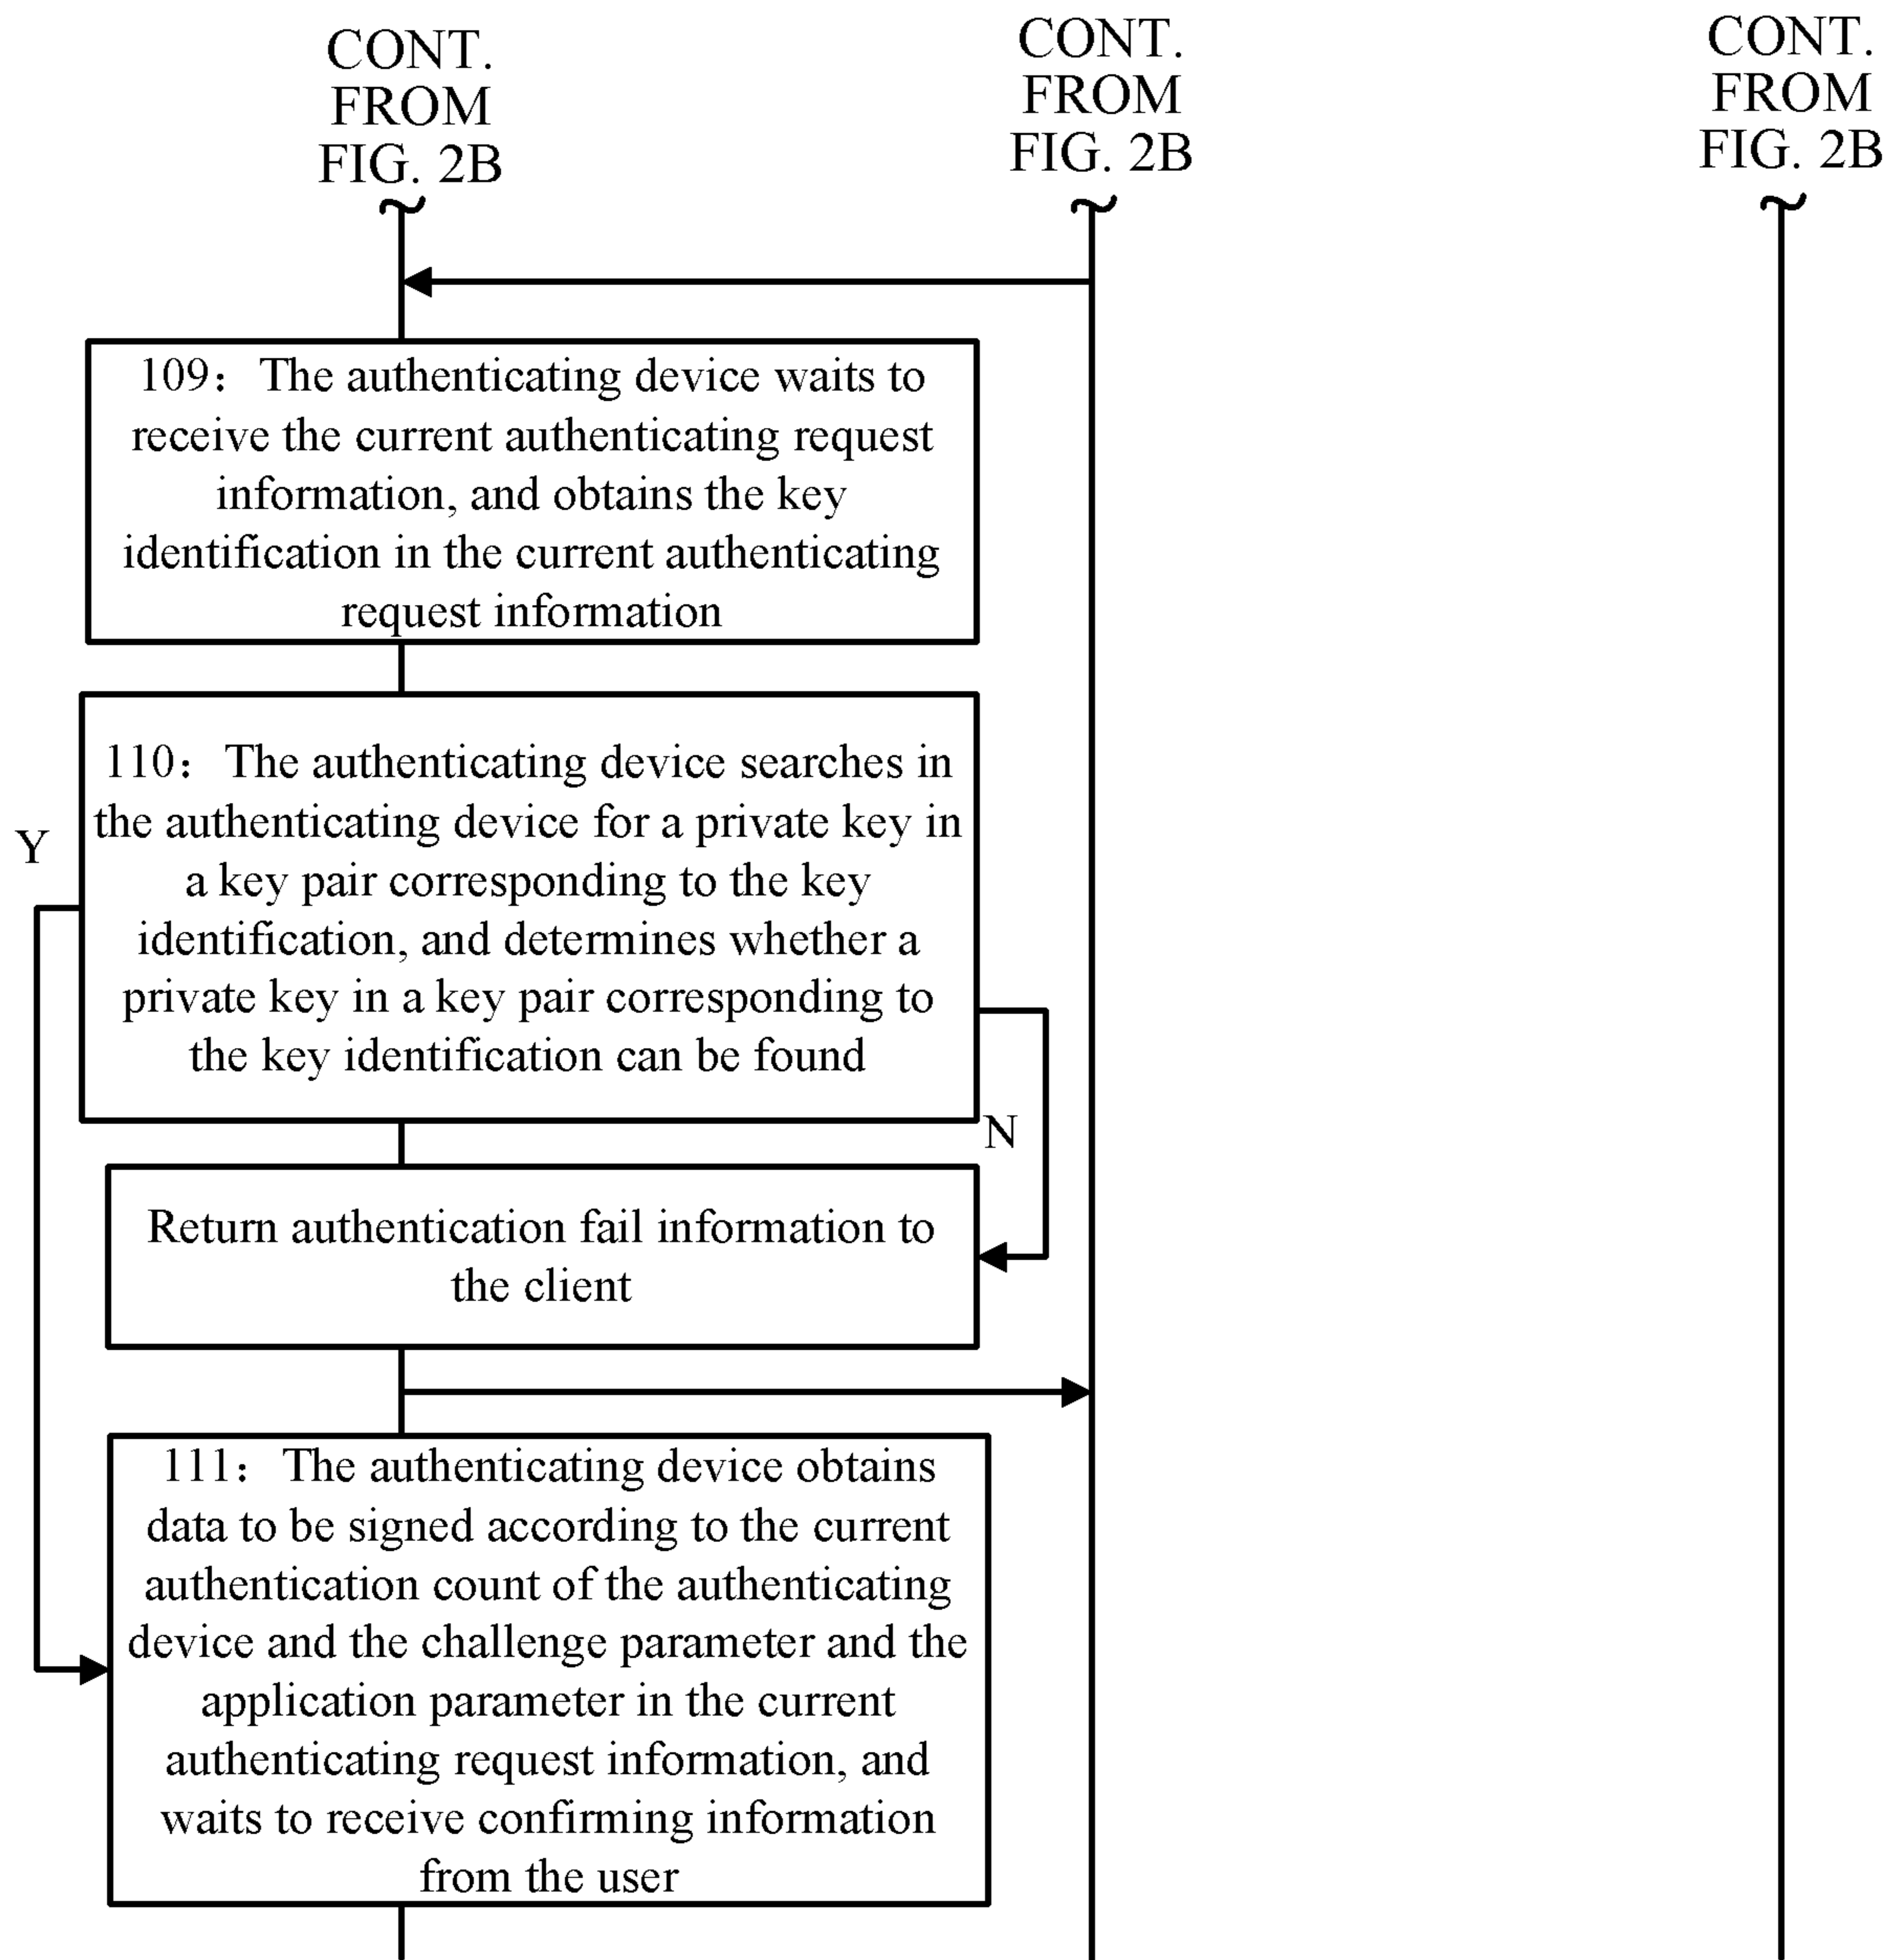 CONT.
FROM
FIG. 2B
CONT.
FROM
FIG. 2B
CONT.
FROM
FIG. 2B
109：The authenticating device waits to
receive the current authenticating request
information, and obtains the key
identification in the current authenticating
request information
110：The authenticating device searches in
the authenticating device for a private key in
a key pair corresponding to the key
identification, and determines whether a
private key in a key pair corresponding to
the key identification can be found
Y
N
Return authentication fail information to
the client
111：The authenticating device obtains
data to be signed according to the current
authentication count of the authenticating
device and the challenge parameter and the
application parameter in the current
authenticating request information, and
waits to receive confirming information
from the user